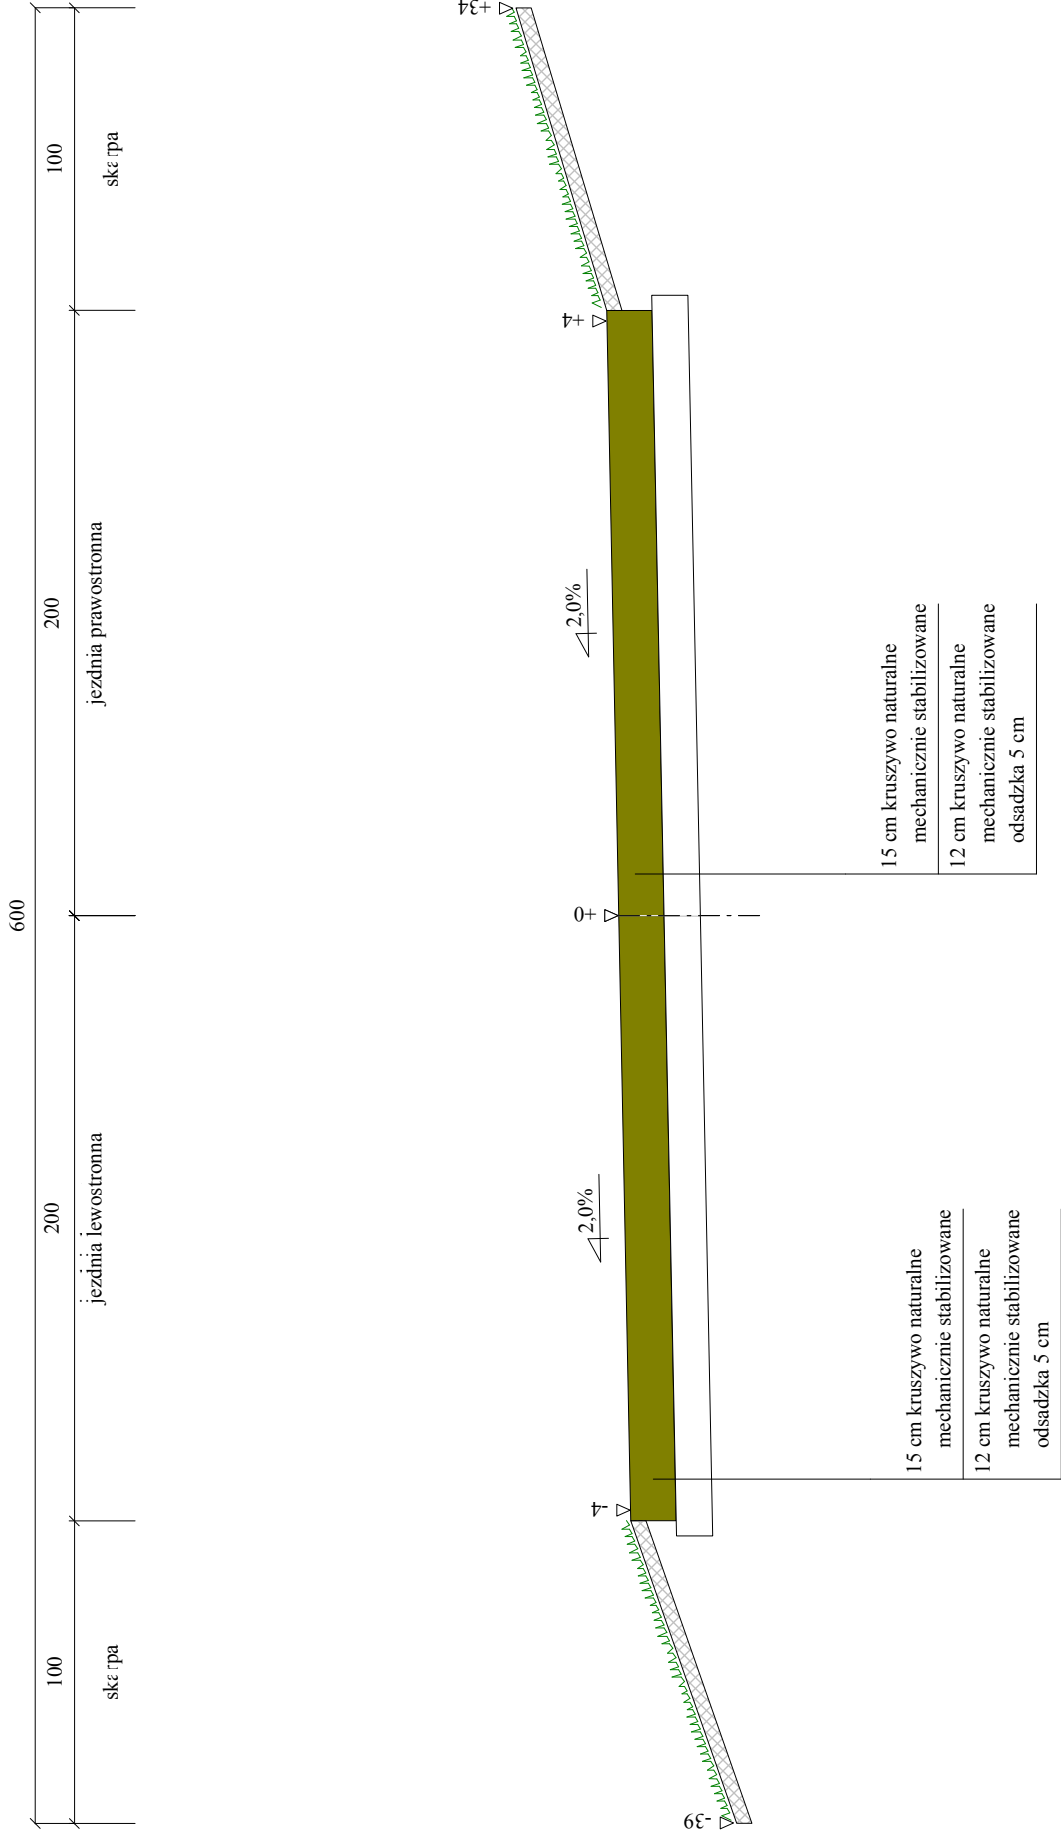 600
100
200
200
100
skarpa
jezdnia lewostronna
jezdnia prawostronna
skarpa
-39
-4
+0
+4
+34
2,0%
2,0%
15 cm kruszywo naturalne
mechanicznie stabilizowane
12 cm kruszywo naturalne
mechanicznie stabilizowane
odsadzka 5 cm
15 cm kruszywo naturalne
mechanicznie stabilizowane
12 cm kruszywo naturalne
mechanicznie stabilizowane
odsadzka 5 cm